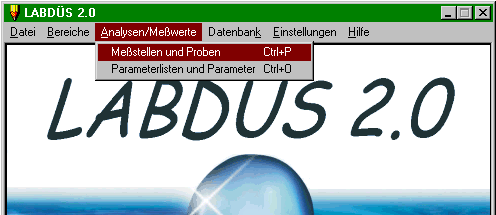 LABDÜS 2.0
Datei Bereiche Analysen/Meßwerte Datenbank Einstellungen Hilfe
Meßstellen und Proben Ctrl+P
Parameterlisten und Parameter Ctrl+O
LABDÜS 2.0